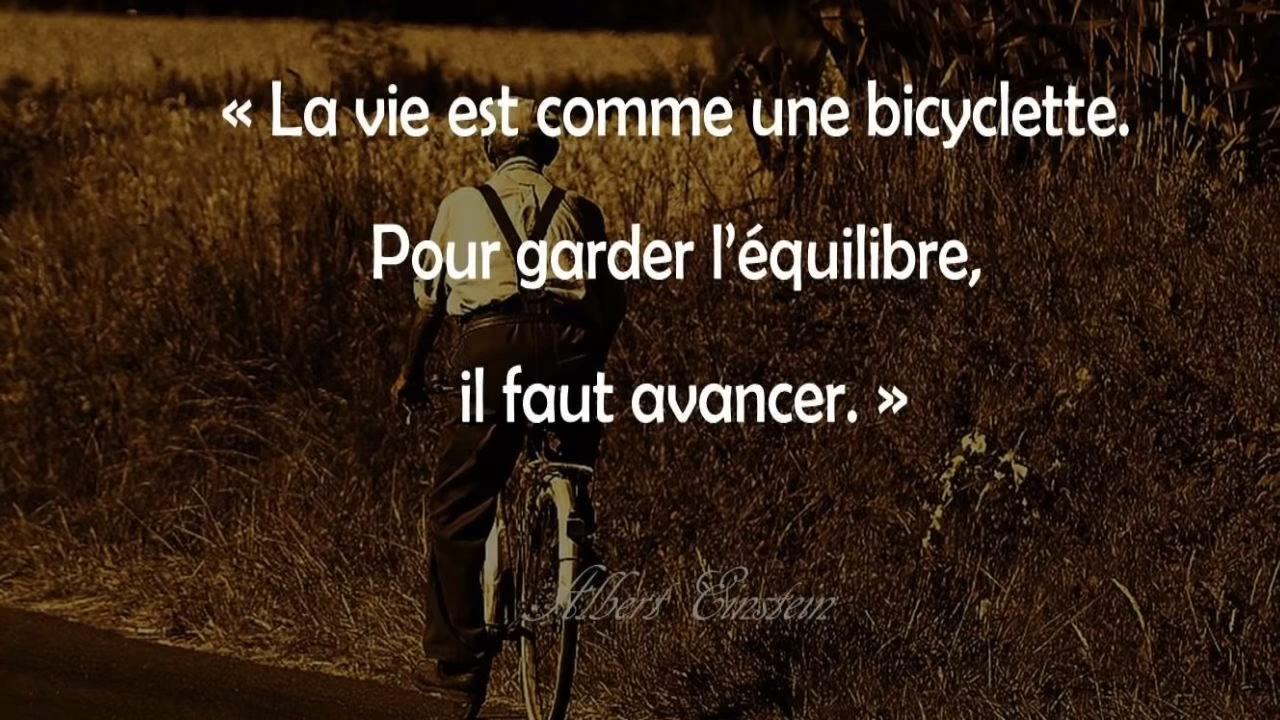 « La vie est comme une bicyclette.
Pour garder l’équilibre,
il faut avancer. »
Albert Einstein